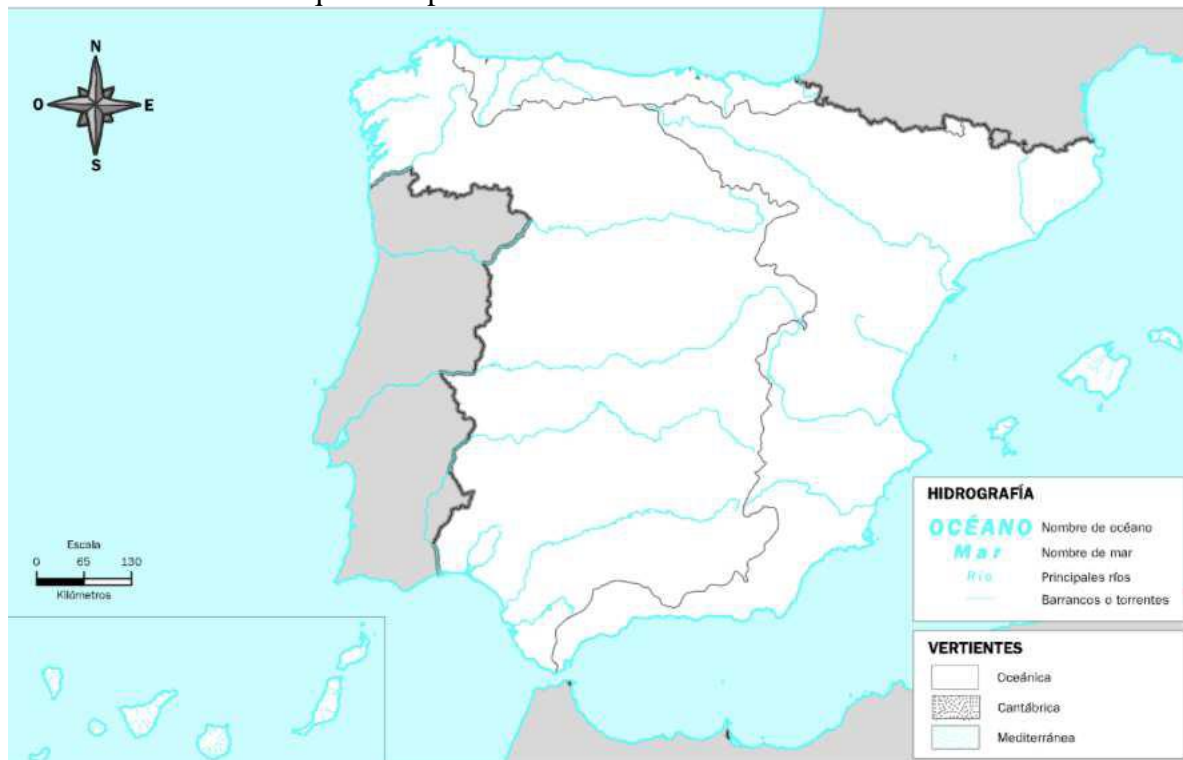 N
O
E
S
Escala
0 65 130
Kilómetros
HIDROGRAFÍA
OCÉANO Nombre de océano
Mar Nombre de mar
Río Principales ríos
Barrancos o torrentes
VERTIENTES
Oceánica
Cantábrica
Mediterránea